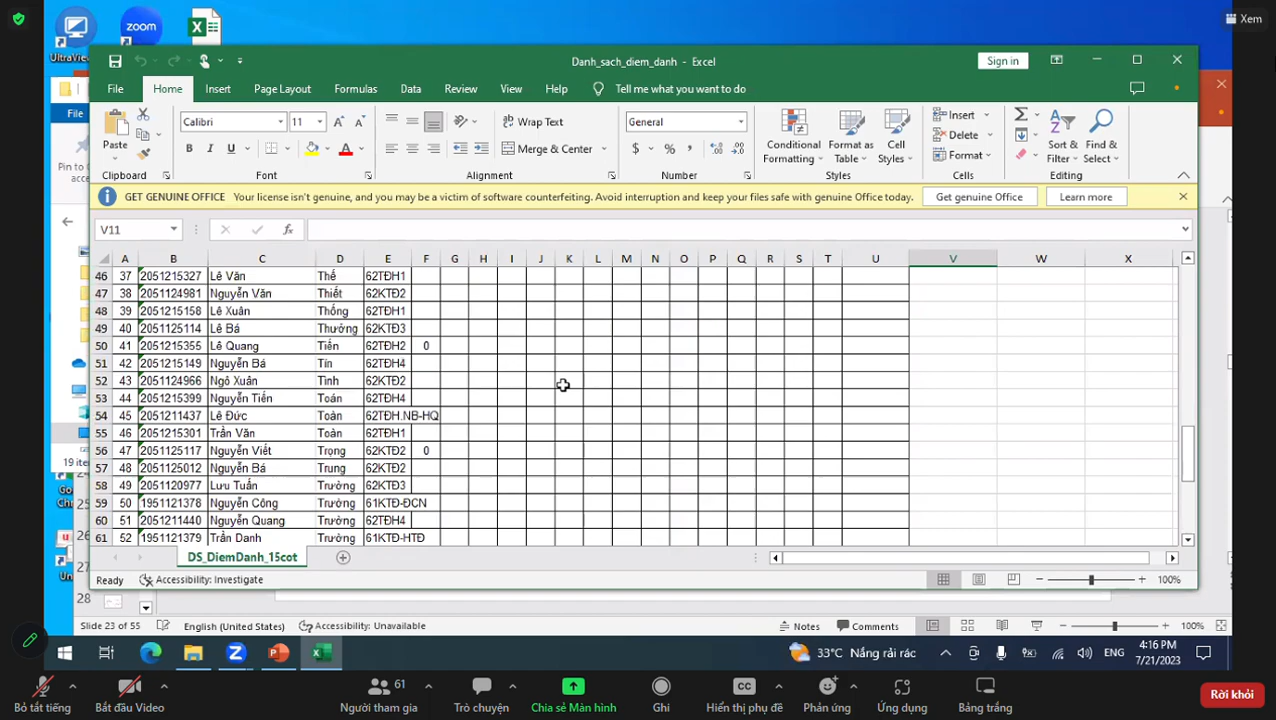 Xem
UltraView
zoom
Danh_sach_diem_danh - Excel
Sign in
File Home Insert Page Layout Formulas Data Review View Help Tell me what you want to do
File
Paste
Clipboard
Calibri 11
B I U
Font
Wrap Text
Merge & Center
Alignment
General
$ % ,
Number
Conditional Formatting
Format as Table
Cell Styles
Styles
Insert
Delete
Format
Cells
Sort & Filter
Find & Select
Editing
Pin to
acce
GET GENUINE OFFICE Your license isn't genuine, and you may be a victim of software counterfeiting. Avoid interruption and keep your files safe with genuine Office today. Get genuine Office Learn more
V11 fx
A B C D E F G H I J K L M N O P Q R S T U V W X
46 37 2051215327 Lê Văn Thế 62TĐH1
47 38 2051124981 Nguyễn Văn Thiết 62KTĐ2
48 39 2051215158 Lê Xuân Thống 62TĐH1
49 40 2051125114 Lê Bá Thưởng 62KTĐ3
50 41 2051215355 Lê Quang Tiến 62TĐH2 0
51 42 2051215149 Nguyễn Bá Tín 62TĐH4
52 43 2051124966 Ngô Xuân Tình 62KTĐ2
53 44 2051215399 Nguyễn Tiến Toán 62TĐH4
54 45 2051211437 Lê Đức Toàn 62TĐH.NB-HQ
55 46 2051215301 Trần Văn Toàn 62TĐH1
56 47 2051125117 Nguyễn Viết Trọng 62KTĐ2 0
57 48 2051125012 Nguyễn Bá Trung 62KTĐ2
58 49 2051120977 Lưu Tuấn Trường 62KTĐ3
59 50 1951121378 Nguyễn Công Trường 61KTĐ-ĐCN
60 51 2051211440 Nguyễn Quang Trường 62TĐH4
61 52 1951121379 Trần Danh Trường 61KTĐ-HTĐ
19 iter
DS_DiemDanh_15cot
Ready Accessibility: Investigate 100%
28
Slide 23 of 55 English (United States) Accessibility: Unavailable Notes Comments 100%
33°C Nắng rải rác ENG 4:16 PM
7/21/2023
61
Bỏ tắt tiếng Bắt đầu Video Người tham gia Trò chuyện Chia sẻ Màn hình Ghi Hiển thị phụ đề Phản ứng Ứng dụng Bảng trắng Rời khỏi